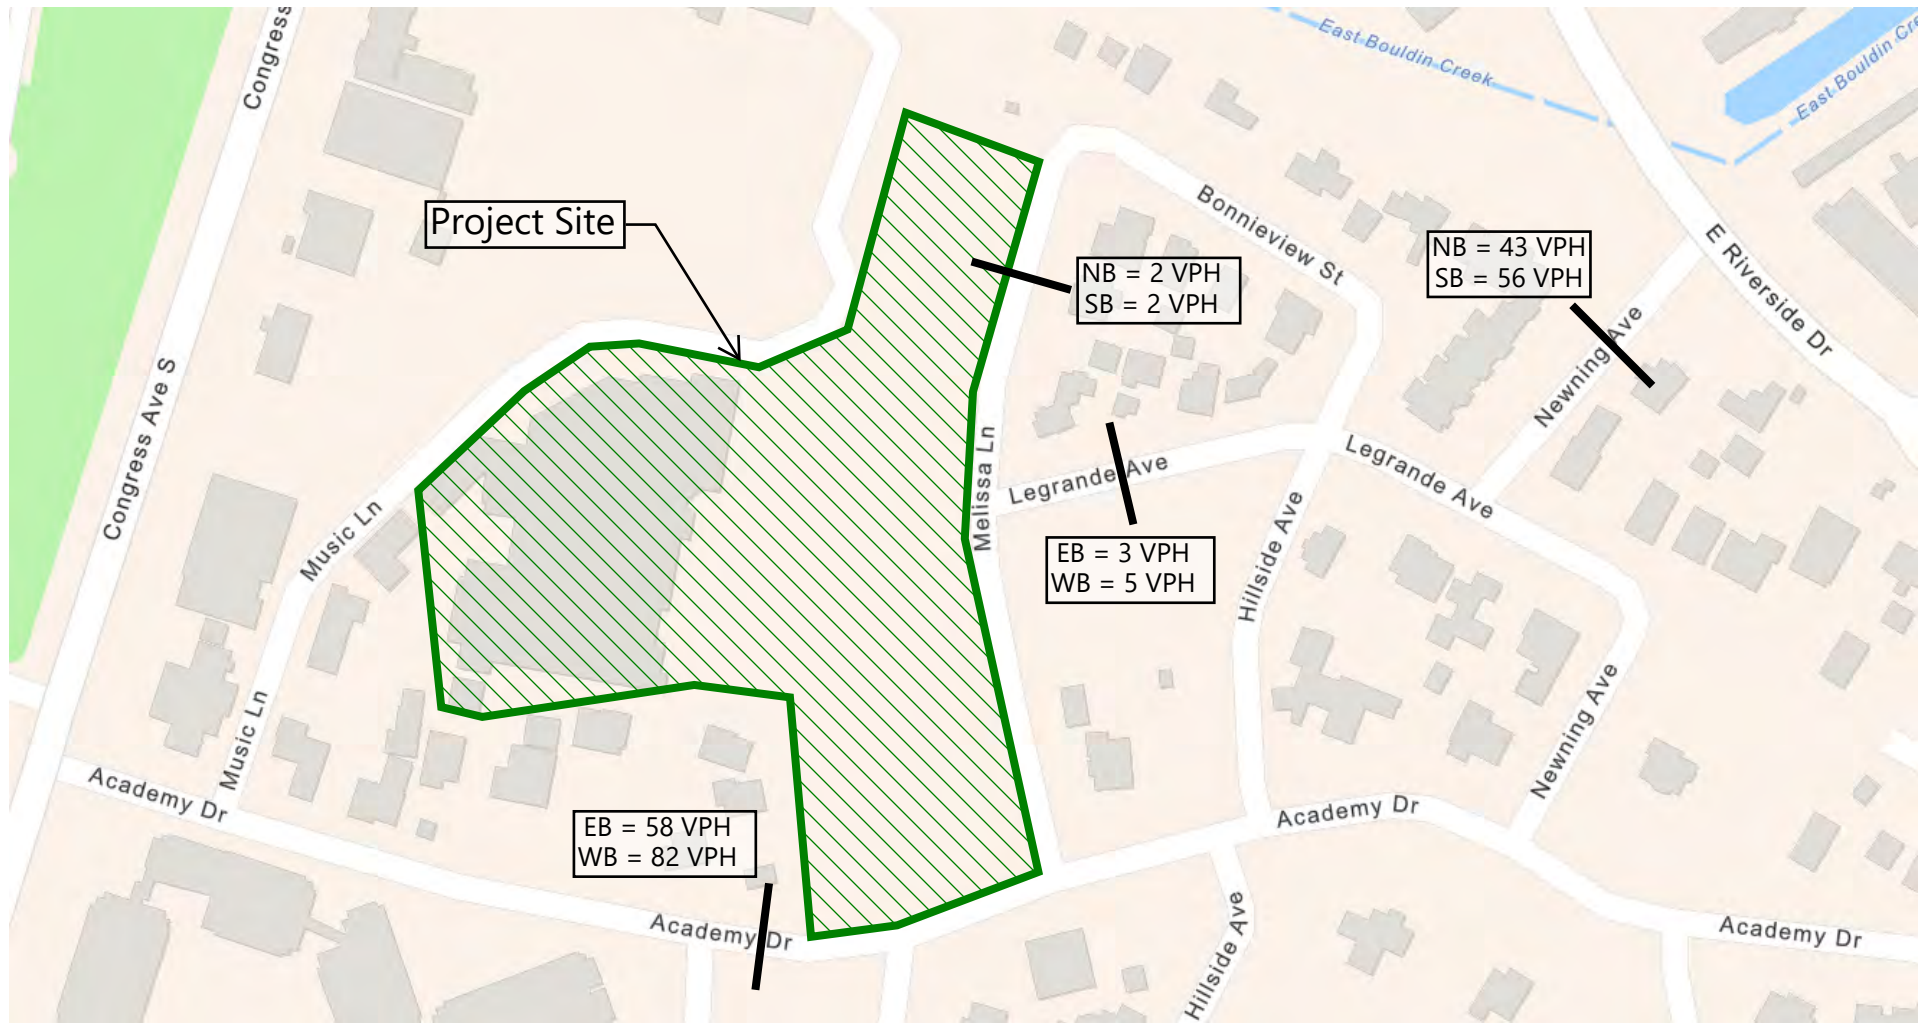 Congress
East Bouldin Creek
East Bouldin Cre
Project Site
Bonnieview St
E Riverside Dr
NB = 2 VPH
SB = 2 VPH
NB = 43 VPH
SB = 56 VPH
Newning Ave
Congress Ave S
Melissa Ln
Legrande Ave
Legrande Ave
Music Ln
Hillside Ave
EB = 3 VPH
WB = 5 VPH
Music Ln
Newning Ave
Academy Dr
Academy Dr
EB = 58 VPH
WB = 82 VPH
Academy Dr
Hillside Ave
Academy Dr